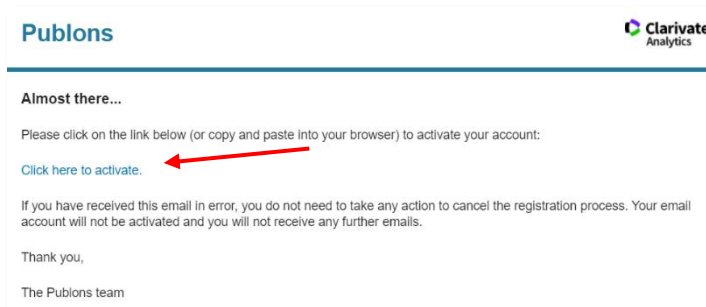 Publons
Clarivate
Analytics
Almost there...
Please click on the link below (or copy and paste into your browser) to activate your account:
Click here to activate.
If you have received this email in error, you do not need to take any action to cancel the registration process. Your email
account will not be activated and you will not receive any further emails.
Thank you,
The Publons team